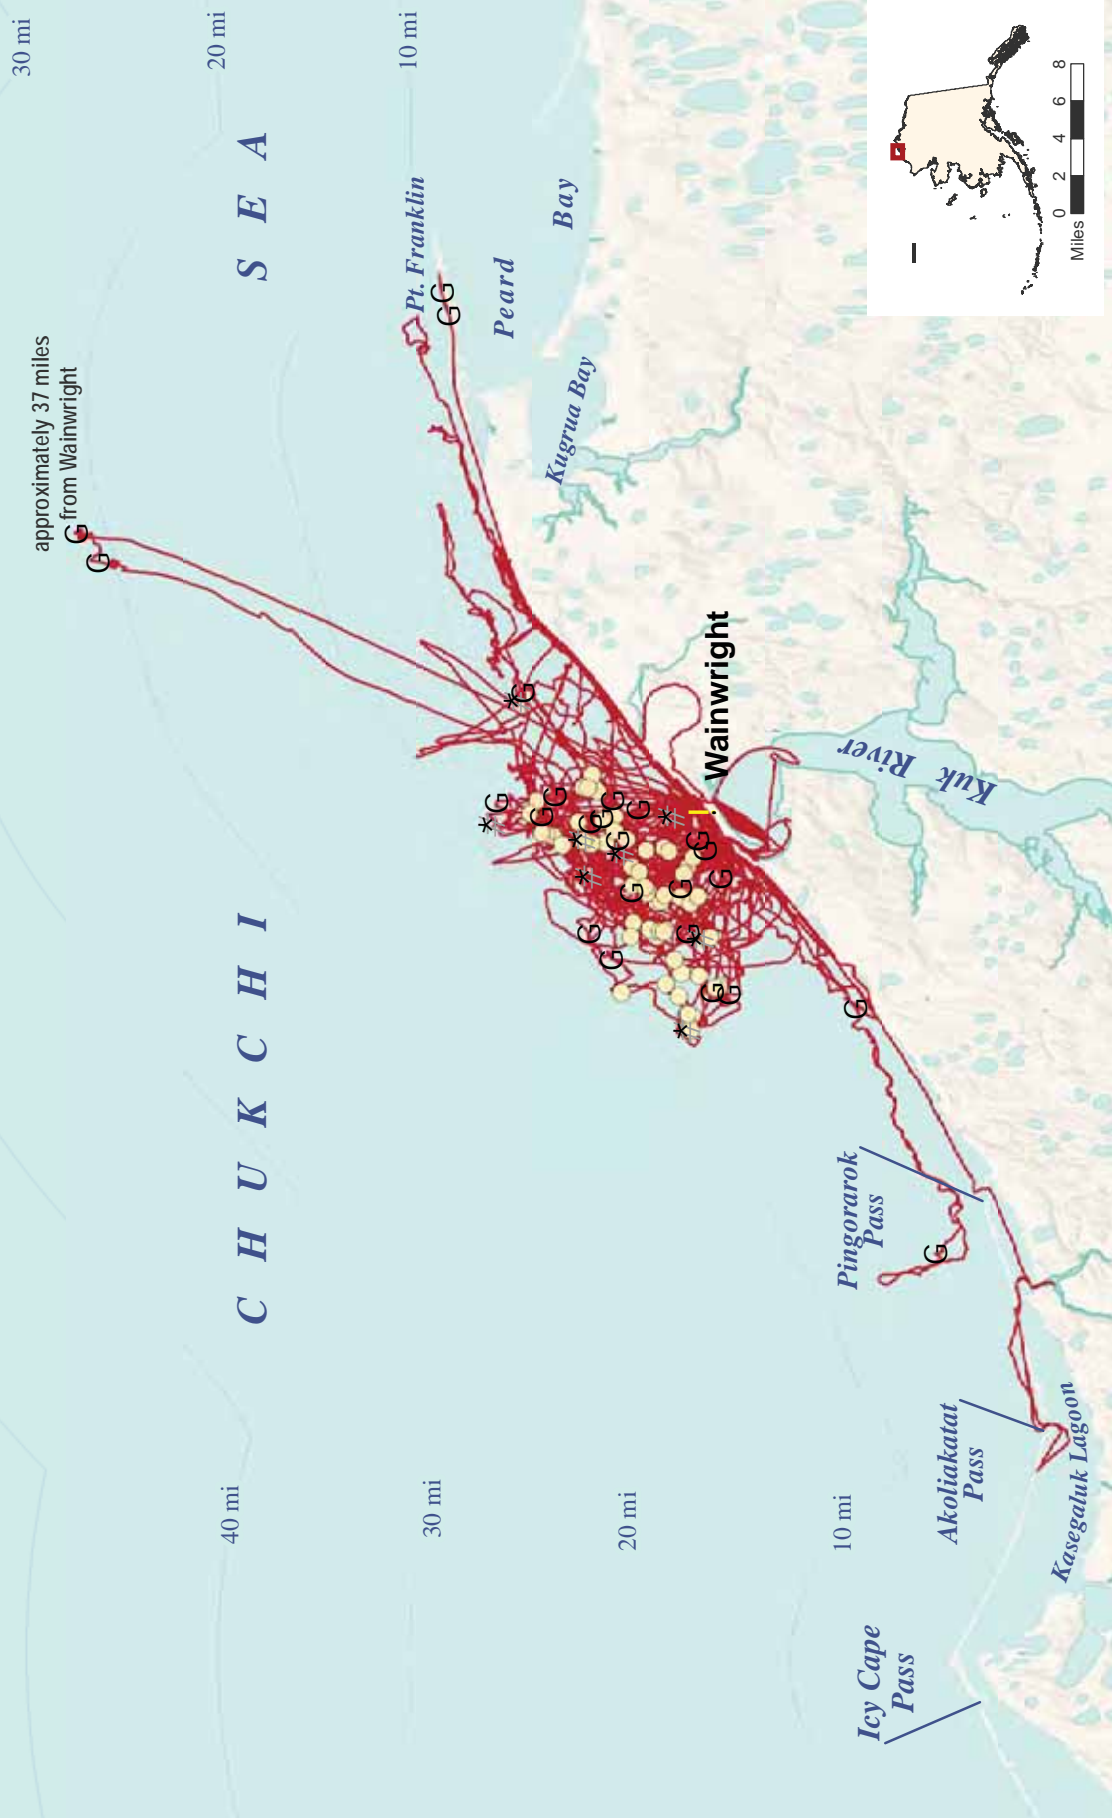 approximately 37 miles
from Wainwright
30 mi
20 mi
10 mi
CHUKCHI SEA
Pt. Franklin
Peard Bay
Kugrua Bay
Wainwright
Kuk River
Pingorarok
Pass
Akoliakatat
Pass
Kasegaluk Lagoon
Icy Cape
Pass
40 mi
30 mi
20 mi
10 mi
Miles
0 2 4 6 8
G
G
G
G
G
*
G
*
G
G
G
G
G
G
G
*
*
*
*
G
G
G
G
G
G
G
G
*
G
G
*
G
G